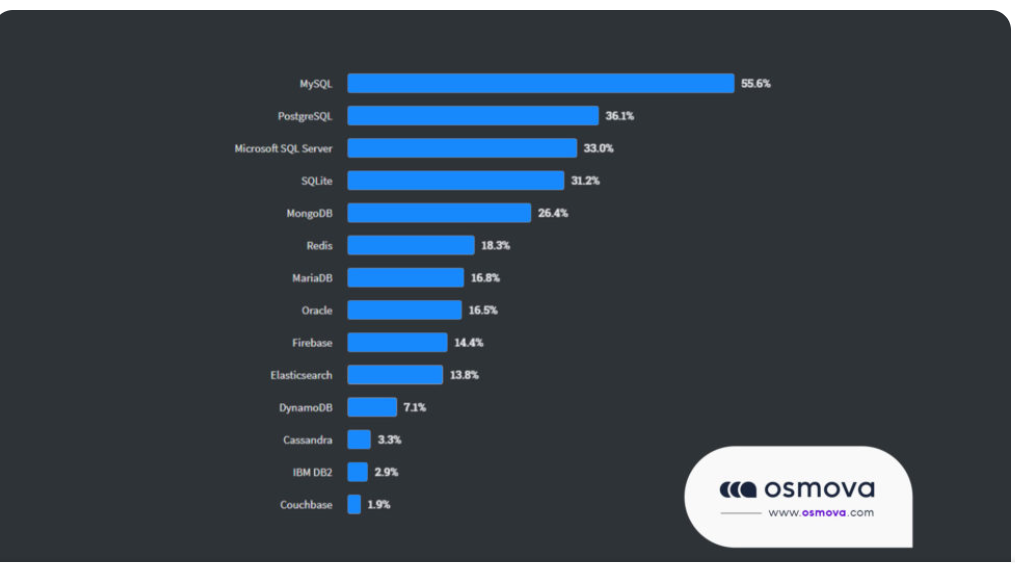 MySQL 55.6%
PostgreSQL 36.1%
Microsoft SQL Server 33.0%
SQLite 31.2%
MongoDB 26.4%
Redis 18.3%
MariaDB 16.8%
Oracle 16.5%
Firebase 14.4%
Elasticsearch 13.8%
DynamoDB 7.1%
Cassandra 3.3%
IBM DB2 2.9%
Couchbase 1.9%
osmova
www.osmova.com